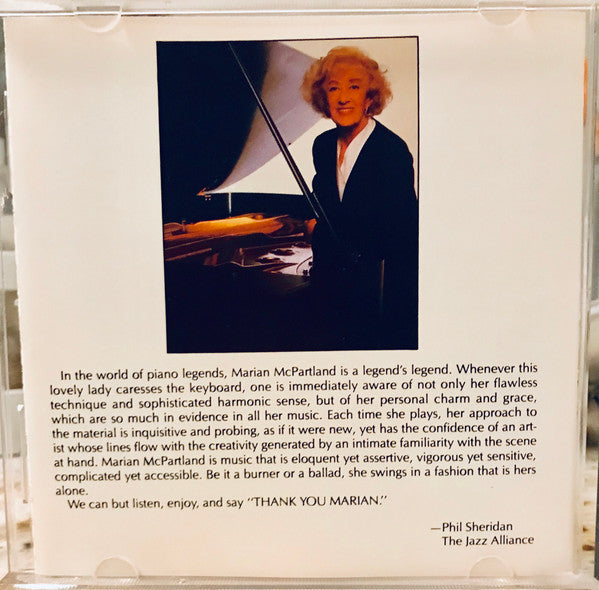 In the world of piano legends, Marian McPartland is a legend's legend. Whenever this
lovely lady caresses the keyboard, one is immediately aware of not only her flawless
technique and sophisticated harmonic sense, but of her personal charm and grace,
which are so much in evidence in all her music. Each time she plays, her approach to
the material is inquisitive and probing, as if it were new, yet has the confidence of an art-
ist whose lines flow with the creativity generated by an intimate familiarity with the scene
at hand. Marian McPartland is music that is eloquent yet assertive, vigorous yet sensitive,
complicated yet accessible. Be it a burner or a ballad, she swings in a fashion that is hers
alone.
We can but listen, enjoy, and say "THANK YOU MARIAN."
—Phil Sheridan
The Jazz Alliance